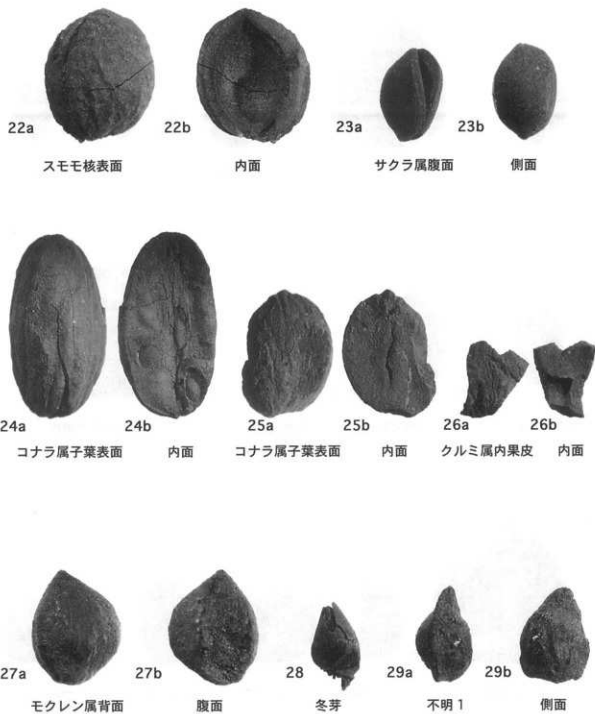 22a 22b 23a 23b
スモモ核表面 内面 サクラ属腹面 側面
24a 24b 25a 25b 26a 26b
コナラ属子葉表面 内面 コナラ属子葉表面 内面 クルミ属内果皮 内面
27a 27b 28 29a 29b
モクレン属背面 腹面 冬芽 不明1 側面